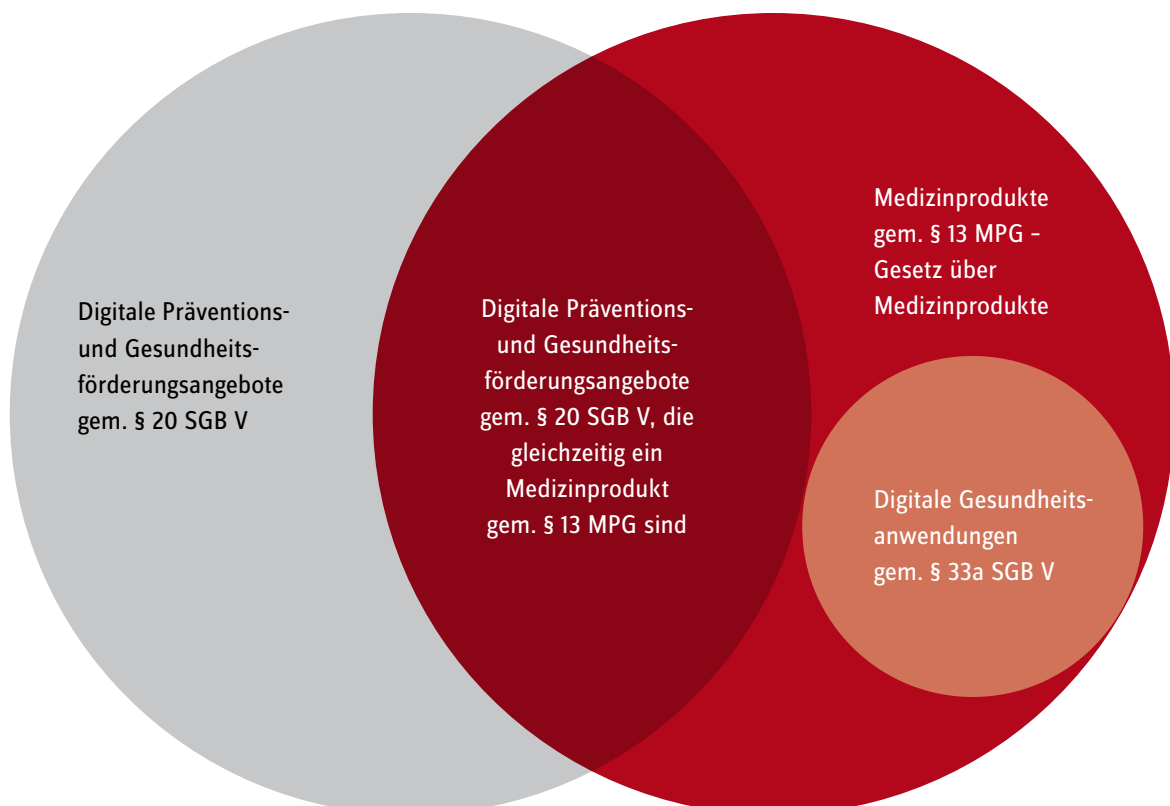 Digitale Präventions-
und Gesundheits-
förderungsangebote
gem. § 20 SGB V
Digitale Präventions-
und Gesundheits-
förderungsangebote
gem. § 20 SGB V, die
gleichzeitig ein
Medizinprodukt
gem. § 13 MPG sind
Medizinprodukte
gem. § 13 MPG –
Gesetz über
Medizinprodukte
Digitale Gesundheits-
anwendungen
gem. § 33a SGB V